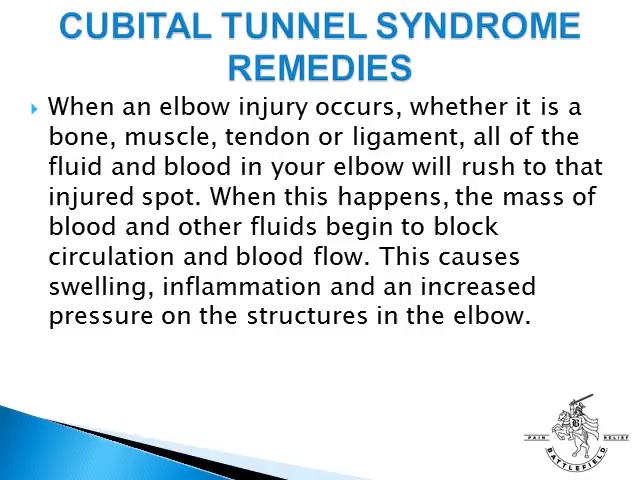 CUBITAL TUNNEL SYNDROME
REMEDIES
When an elbow injury occurs, whether it is a
bone, muscle, tendon or ligament, all of the
fluid and blood in your elbow will rush to that
injured spot. When this happens, the mass of
blood and other fluids begin to block
circulation and blood flow. This causes
swelling, inflammation and an increased
pressure on the structures in the elbow.
B
PAIN RELIEF
BATTLEFIELD